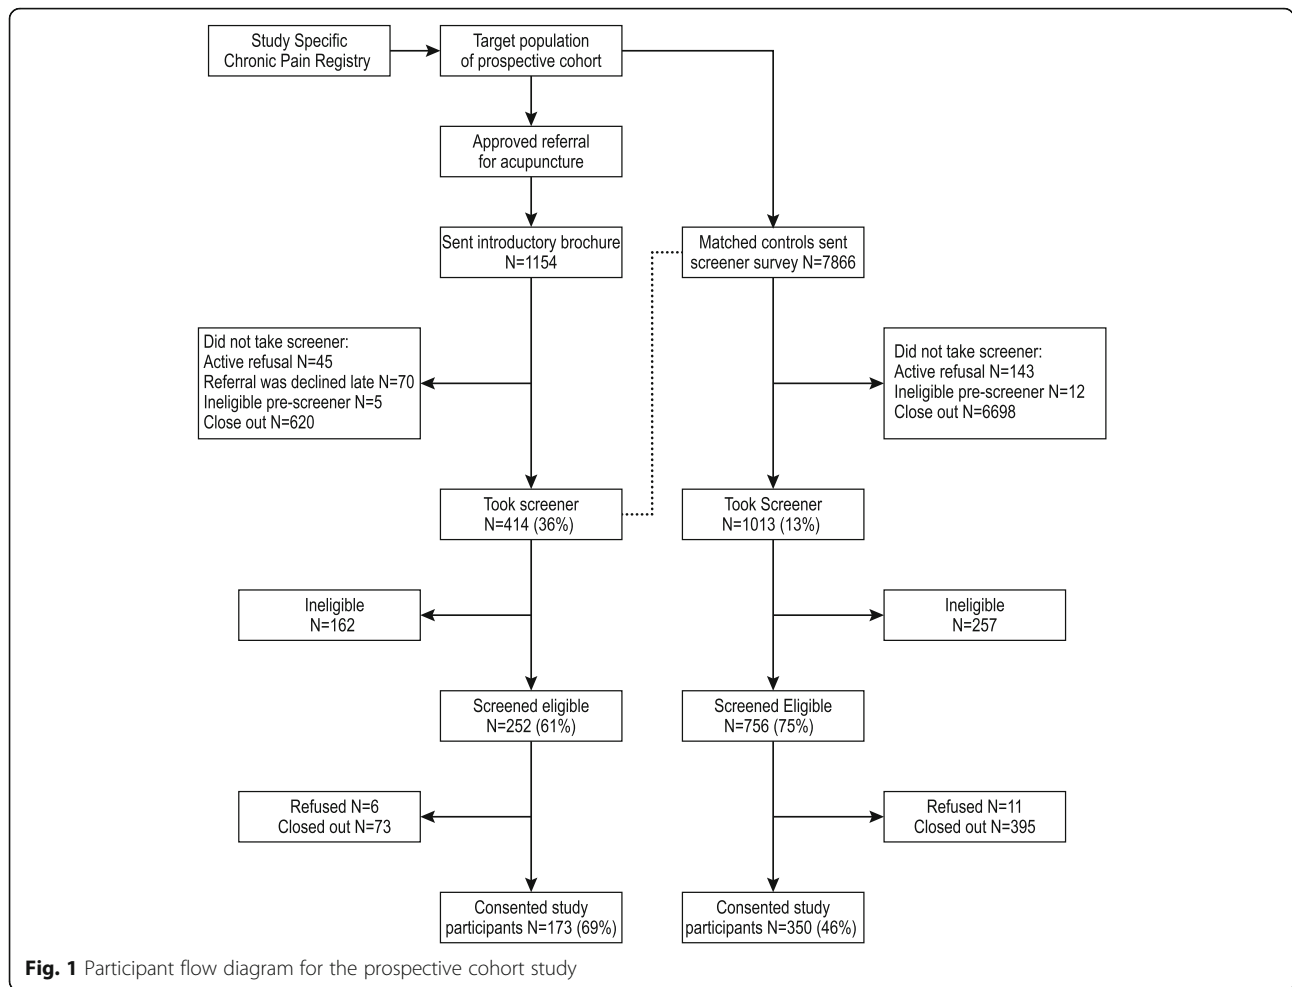 Study Specific
Chronic Pain Registry
Target population
of prospective cohort
Approved referral
for acupuncture
Sent introductory brochure
N=1154
Matched controls sent
screener survey N=7866
Did not take screener:
Active refusal N=45
Referral was declined late N=70
Ineligible pre-screener N=5
Close out N=620
Did not take screener:
Active refusal N=143
Ineligible pre-screener N=12
Close out N=6698
Took screener
N=414 (36%)
Took Screener
N=1013 (13%)
Ineligible
N=162
Ineligible
N=257
Screened eligible
N=252 (61%)
Screened Eligible
N=756 (75%)
Refused N=6
Closed out N=73
Refused N=11
Closed out N=395
Consented study
participants N=173 (69%)
Consented study
participants N=350 (46%)
Fig. 1 Participant flow diagram for the prospective cohort study